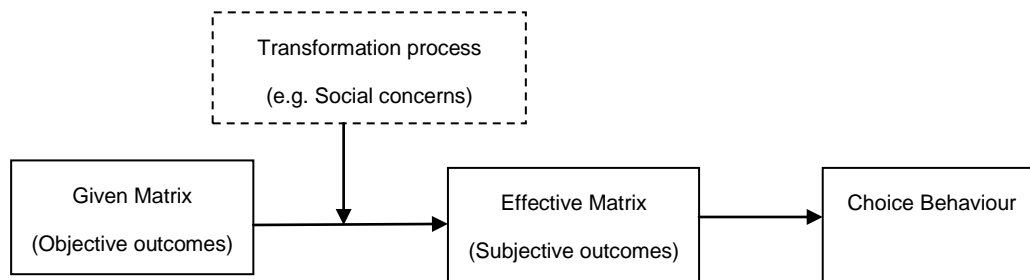 Transformation process
(e.g. Social concerns)
Given Matrix
(Objective outcomes)
Effective Matrix
(Subjective outcomes)
Choice Behaviour